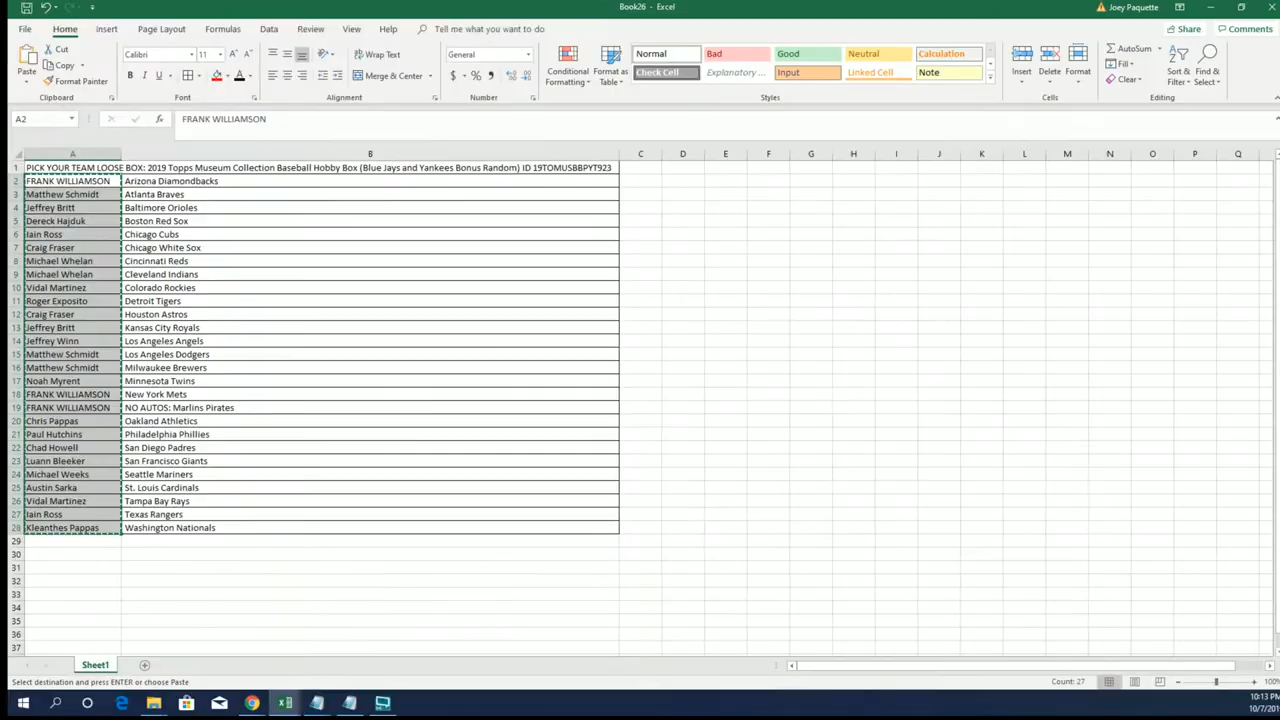 Book26 - Excel
Joey Paquette
File Home Insert Page Layout Formulas Data Review View Help Tell me what you want to do Share Comments
Paste Cut Copy Format Painter Clipboard
Calibri 11 B I U A Font
Wrap Text Merge & Center Alignment
General $ % Number
Conditional Formatting Format as Table
Normal Bad Good Neutral Calculation
Check Cell Explanatory ... Input Linked Cell Note
Styles
Insert Delete Format Cells
AutoSum Fill Clear Sort & Filter Find & Select Editing
A2 fx FRANK WILLIAMSON
A B C D E F G H I J K L M N O P Q
1 PICK YOUR TEAM LOOSE BOX: 2019 Topps Museum Collection Baseball Hobby Box (Blue Jays and Yankees Bonus Random) ID 19TOMUSBBPYT923
2 FRANK WILLIAMSON Arizona Diamondbacks
3 Matthew Schmidt Atlanta Braves
4 Jeffrey Britt Baltimore Orioles
5 Dereck Hajduk Boston Red Sox
6 Iain Ross Chicago Cubs
7 Craig Fraser Chicago White Sox
8 Michael Whelan Cincinnati Reds
9 Michael Whelan Cleveland Indians
10 Vidal Martinez Colorado Rockies
11 Roger Exposito Detroit Tigers
12 Craig Fraser Houston Astros
13 Jeffrey Britt Kansas City Royals
14 Jeffrey Winn Los Angeles Angels
15 Matthew Schmidt Los Angeles Dodgers
16 Matthew Schmidt Milwaukee Brewers
17 Noah Myrent Minnesota Twins
18 FRANK WILLIAMSON New York Mets
19 FRANK WILLIAMSON NO AUTOS: Marlins Pirates
20 Chris Pappas Oakland Athletics
21 Paul Hutchins Philadelphia Phillies
22 Chad Howell San Diego Padres
23 Luann Bleeker San Francisco Giants
24 Michael Weeks Seattle Mariners
25 Austin Sarka St. Louis Cardinals
26 Vidal Martinez Tampa Bay Rays
27 Iain Ross Texas Rangers
28 Kleanthes Pappas Washington Nationals
29
30
31
32
33
34
35
36
37
Sheet1
Select destination and press ENTER or choose Paste Count: 27 100%
10:13 PM
10/7/2019